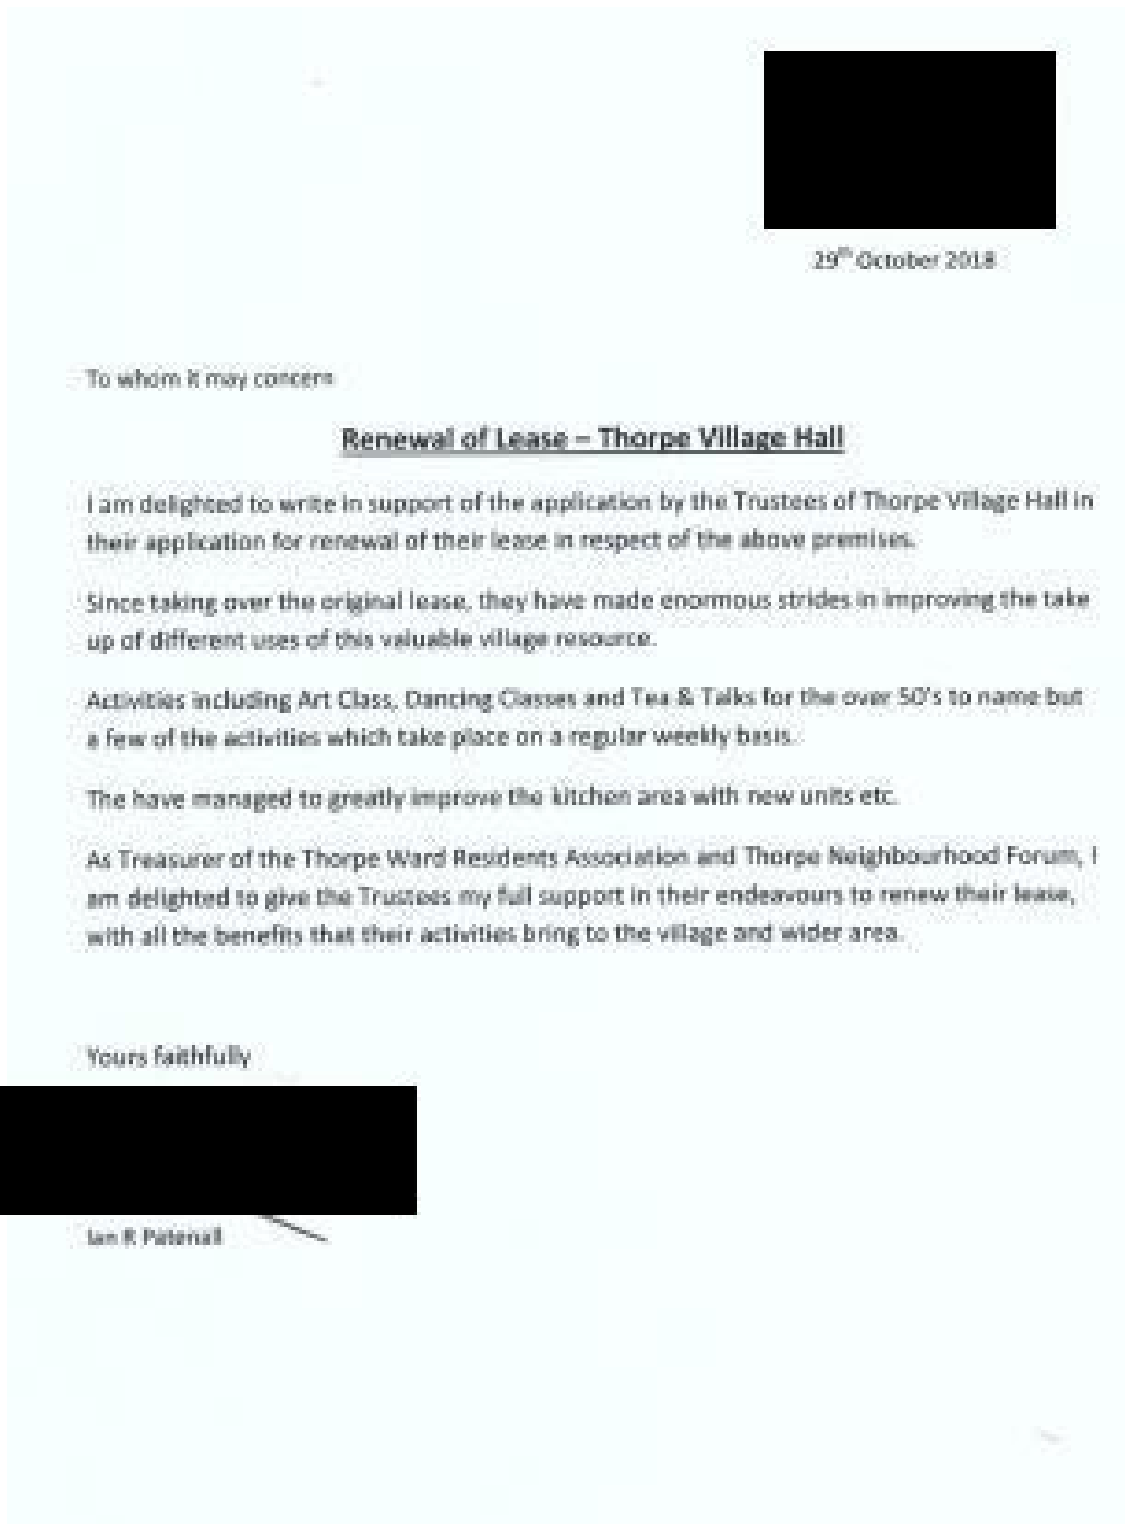 29th October 2018
To whom it may concern
Renewal of Lease – Thorpe Village Hall
I am delighted to write in support of the application by the Trustees of Thorpe Village Hall in
their application for renewal of their lease in respect of the above premises.
Since taking over the original lease, they have made enormous strides in improving the take
up of different uses of this valuable village resource.
Activities including Art Class, Dancing Classes and Tea & Talks for the over 50's to name but
a few of the activities which take place on a regular weekly basis.
The have managed to greatly improve the kitchen area with new units etc.
As Treasurer of the Thorpe Ward Residents Association and Thorpe Neighbourhood Forum, I
am delighted to give the Trustees my full support in their endeavours to renew their lease,
with all the benefits that their activities bring to the village and wider area.
Yours faithfully
Ian R Patenall